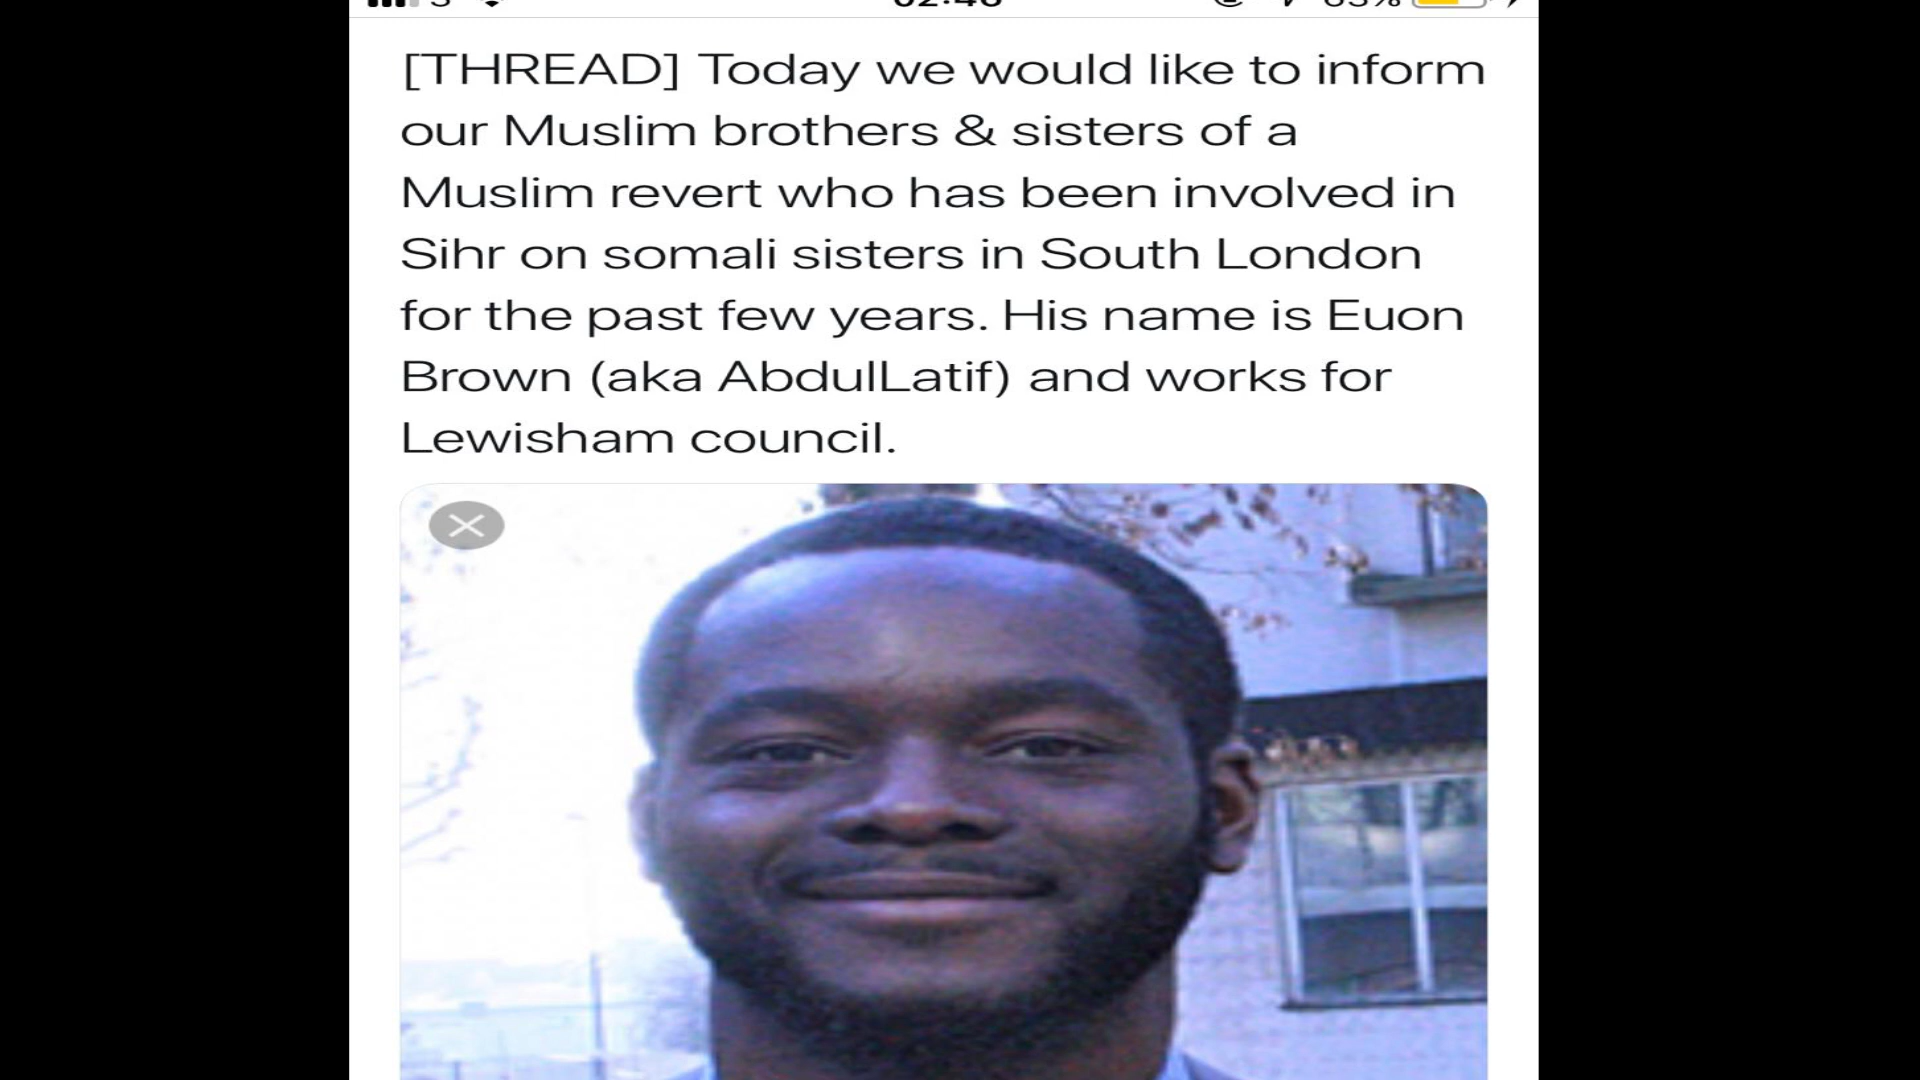 [THREAD] Today we would like to inform
our Muslim brothers & sisters of a
Muslim revert who has been involved in
Sihr on somali sisters in South London
for the past few years. His name is Euon
Brown (aka AbdulLatif) and works for
Lewisham council.